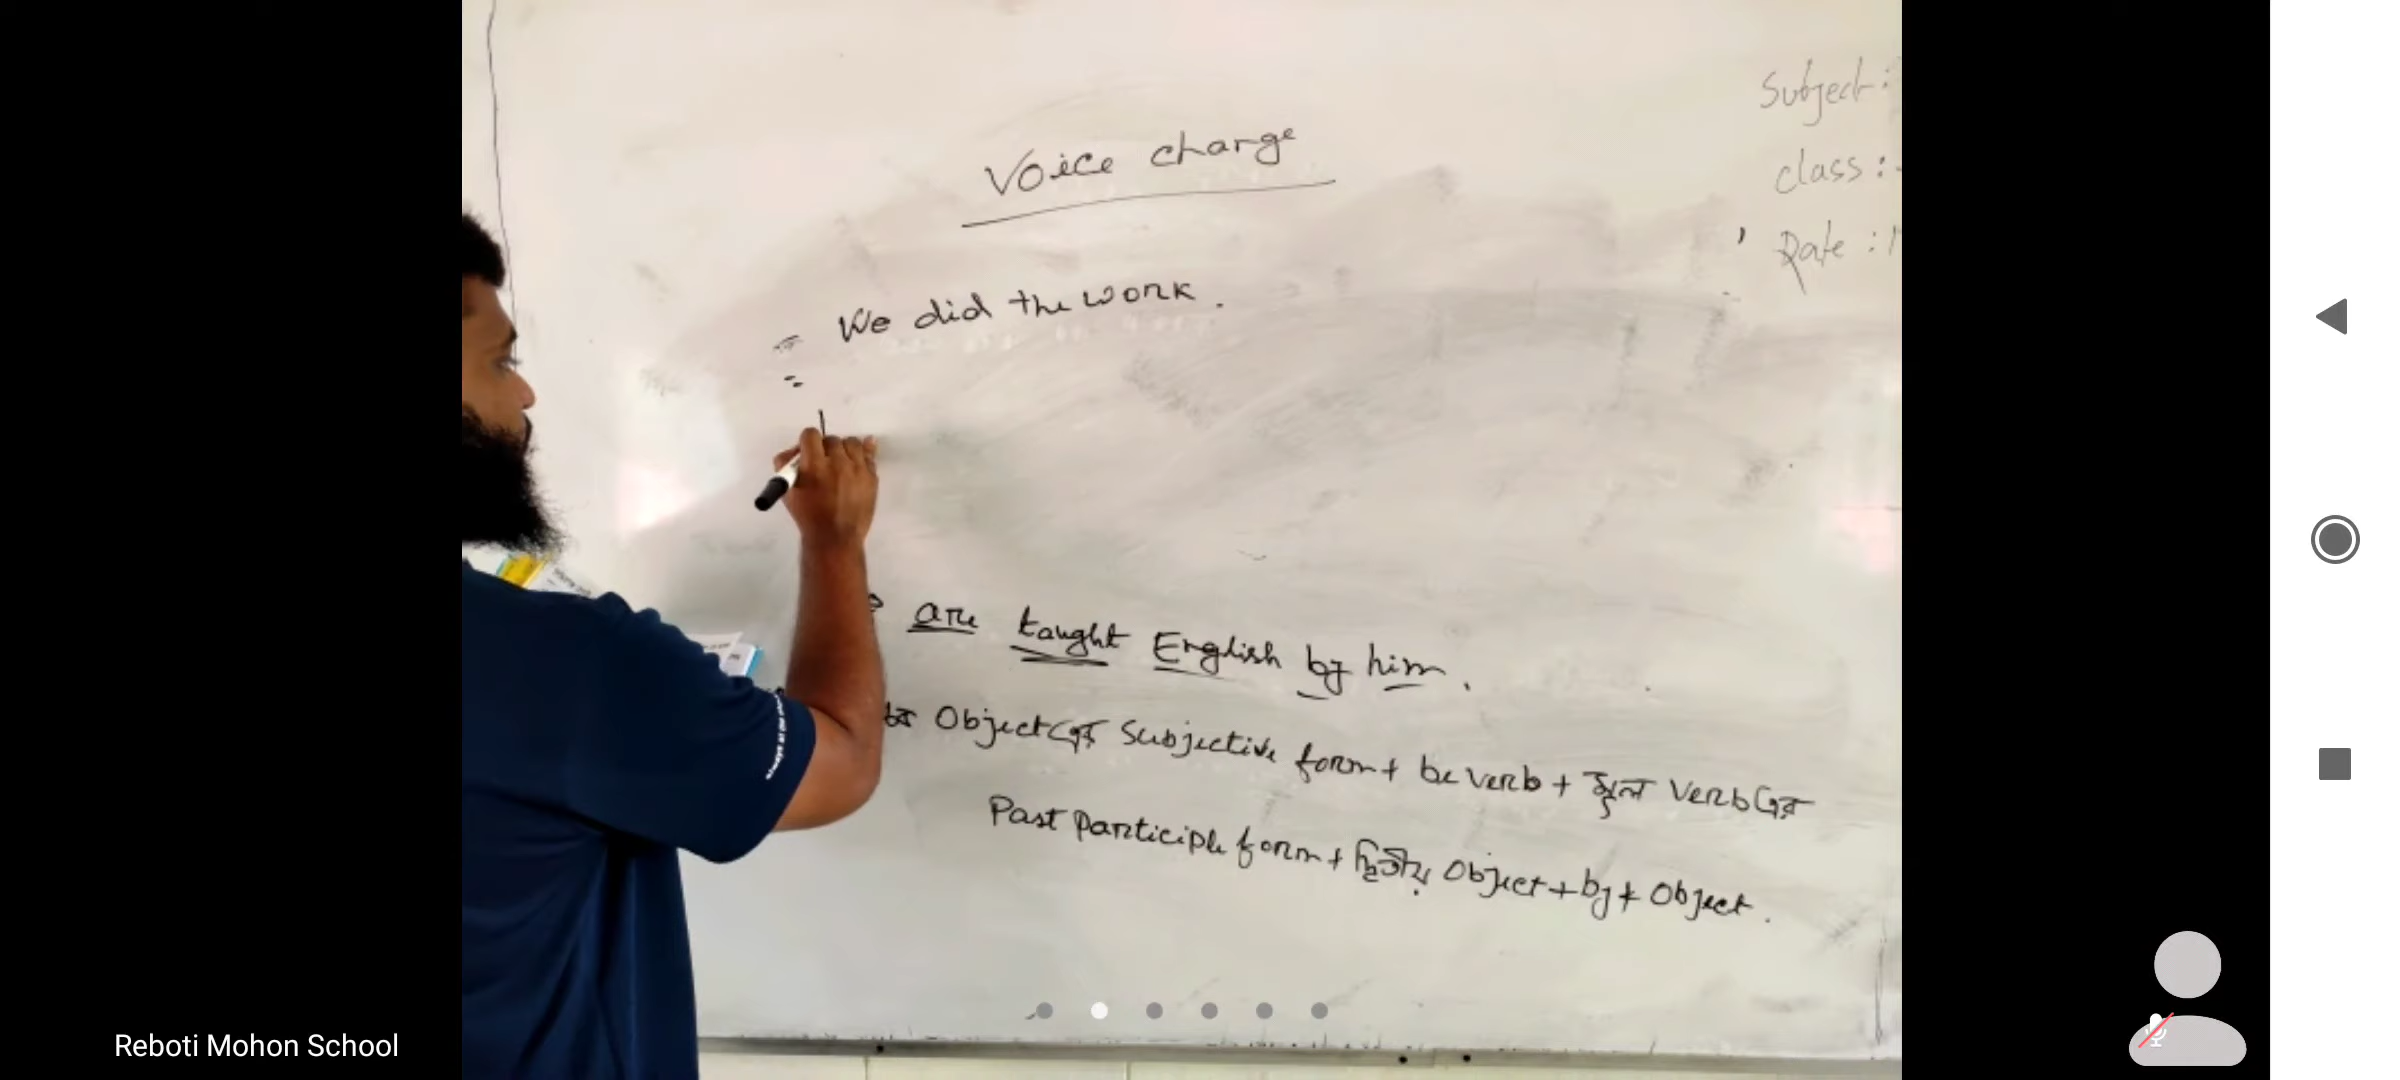 Voice change
Subject:
class:
Date:
We did the work.
=
are taught English by him.
Object এর Subjective form + be verb + মূল verb এর
Past participle form + দ্বিতীয় Object + by + Object.
Reboti Mohon School